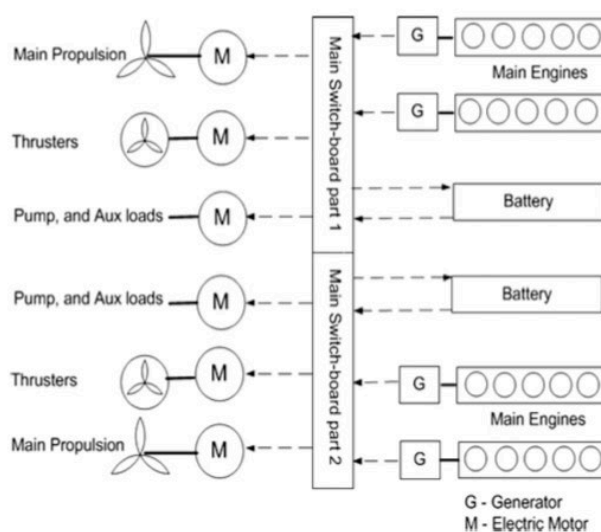 Main Propulsion
M
G
Main Engines
Thrusters
M
G
Main Switch-board part 1
Pump, and Aux loads
M
Battery
Pump, and Aux loads
M
Battery
Main Switch-board part 2
Thrusters
M
G
Main Engines
Main Propulsion
M
G
G - Generator
M - Electric Motor